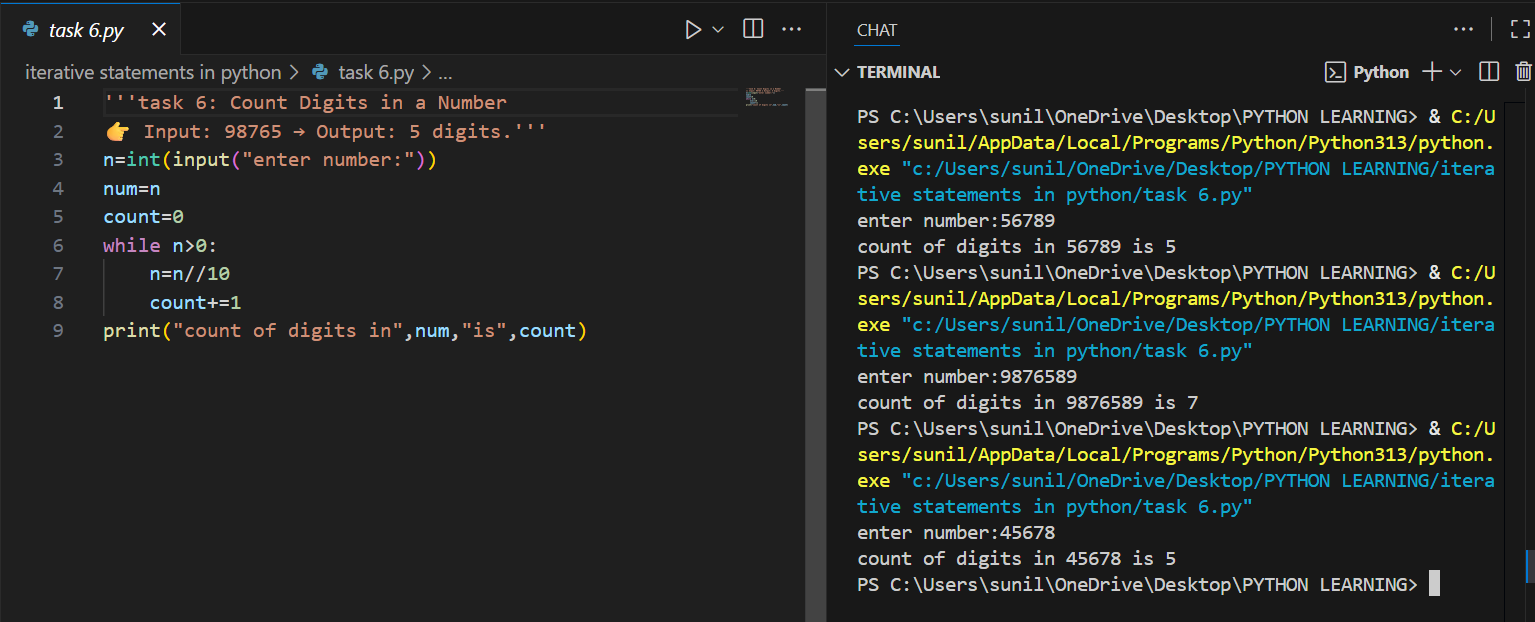 task 6.py
iterative statements in python > task 6.py > ...
1 '''task 6: Count Digits in a Number
2 👉 Input: 98765 → Output: 5 digits.'''
3 n=int(input("enter number:"))
4 num=n
5 count=0
6 while n>0:
7     n=n//10
8     count+=1
9 print("count of digits in",num,"is",count)
CHAT
TERMINAL
Python
PS C:\Users\sunil\OneDrive\Desktop\PYTHON LEARNING> & C:/U
sers/sunil/AppData/Local/Programs/Python/Python313/python.
exe "c:/Users/sunil/OneDrive/Desktop/PYTHON LEARNING/itera
tive statements in python/task 6.py"
enter number:56789
count of digits in 56789 is 5
PS C:\Users\sunil\OneDrive\Desktop\PYTHON LEARNING> & C:/U
sers/sunil/AppData/Local/Programs/Python/Python313/python.
exe "c:/Users/sunil/OneDrive/Desktop/PYTHON LEARNING/itera
tive statements in python/task 6.py"
enter number:9876589
count of digits in 9876589 is 7
PS C:\Users\sunil\OneDrive\Desktop\PYTHON LEARNING> & C:/U
sers/sunil/AppData/Local/Programs/Python/Python313/python.
exe "c:/Users/sunil/OneDrive/Desktop/PYTHON LEARNING/itera
tive statements in python/task 6.py"
enter number:45678
count of digits in 45678 is 5
PS C:\Users\sunil\OneDrive\Desktop\PYTHON LEARNING>